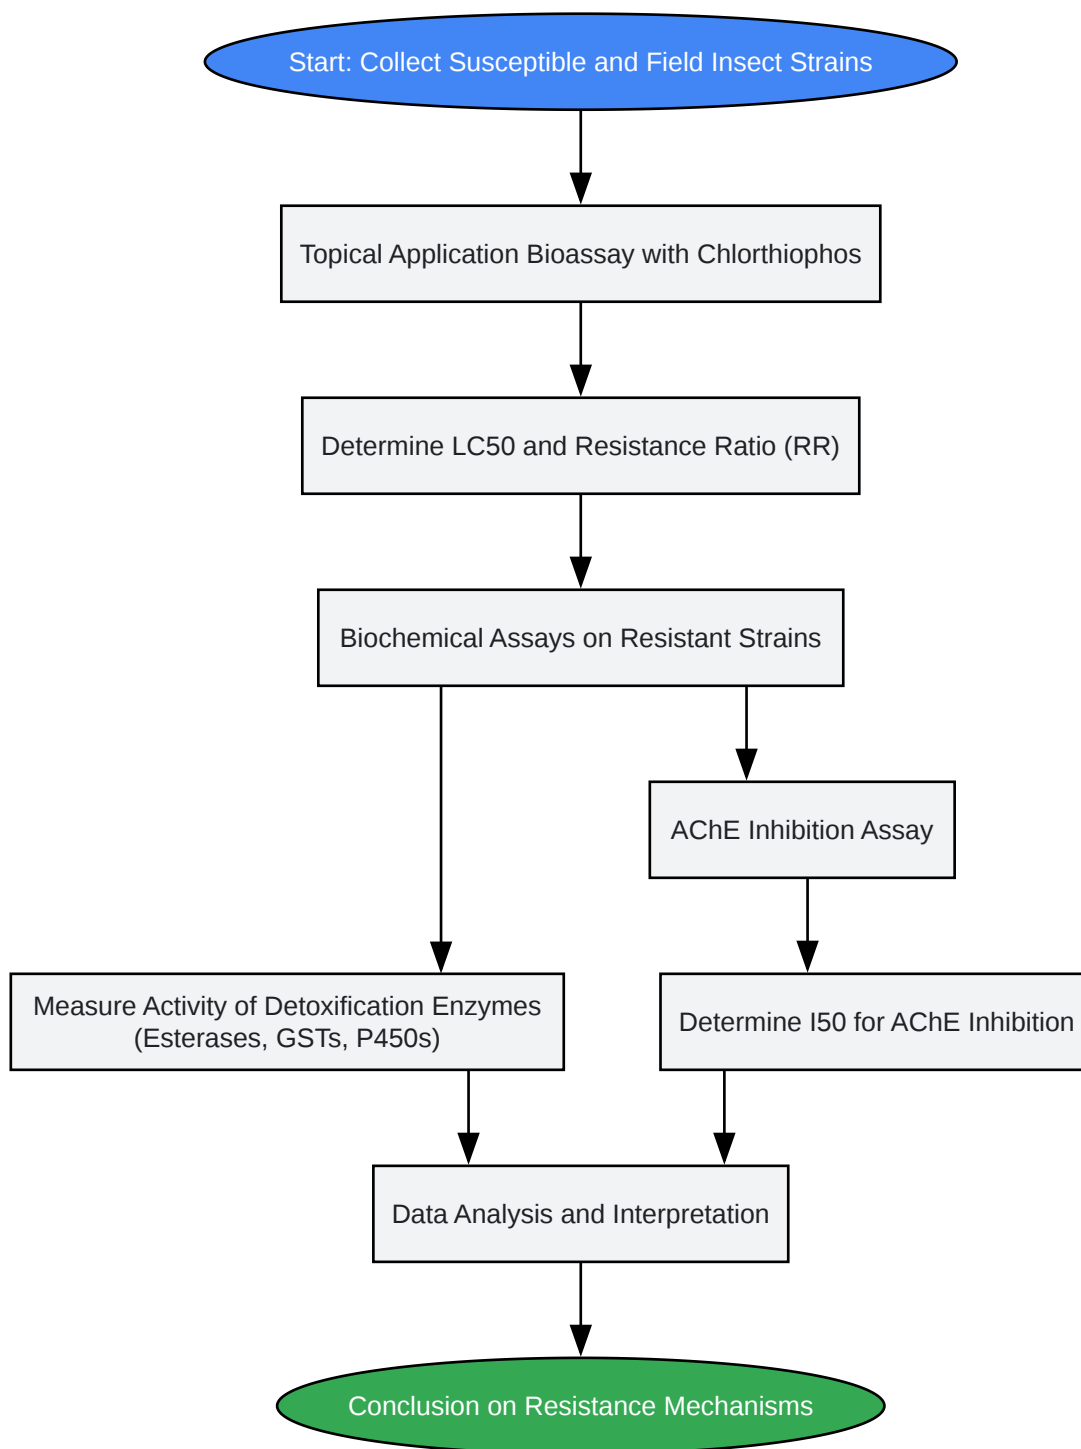 Start: Collect Susceptible and Field Insect Strains
Topical Application Bioassay with Chlorthiophos
Determine LC50 and Resistance Ratio (RR)
Biochemical Assays on Resistant Strains
AChE Inhibition Assay
Measure Activity of Detoxification Enzymes
(Esterases, GSTs, P450s)
Determine I50 for AChE Inhibition
Data Analysis and Interpretation
Conclusion on Resistance Mechanisms